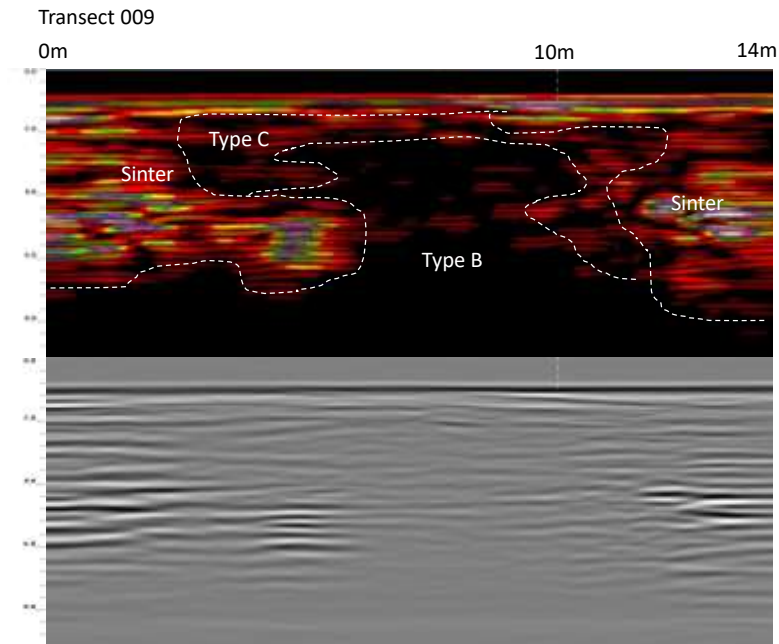 Transect 009
0m 10m 14m
Type C
Sinter
Sinter
Type B